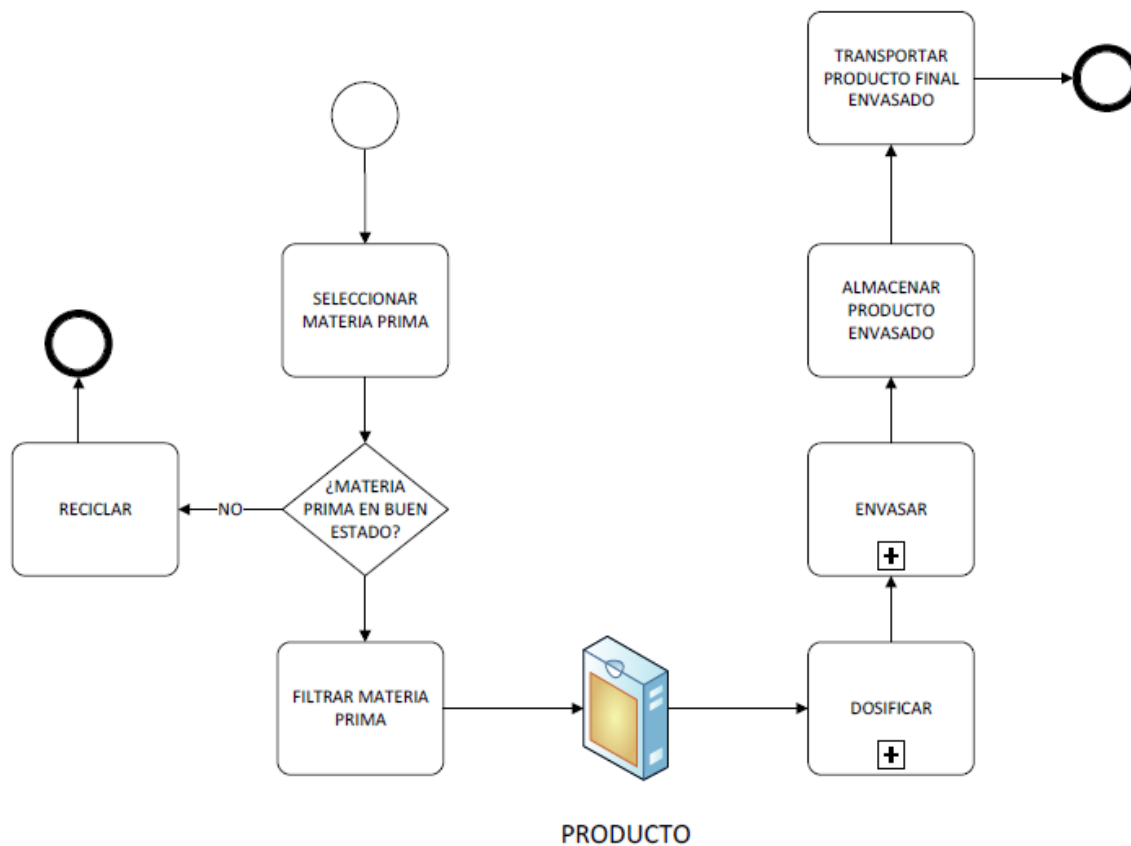 SELECCIONAR
MATERIA PRIMA
¿MATERIA
PRIMA EN BUEN
ESTADO?
NO
RECICLAR
FILTRAR MATERIA
PRIMA
PRODUCTO
DOSIFICAR
ENVASAR
ALMACENAR
PRODUCTO
ENVASADO
TRANSPORTAR
PRODUCTO FINAL
ENVASADO